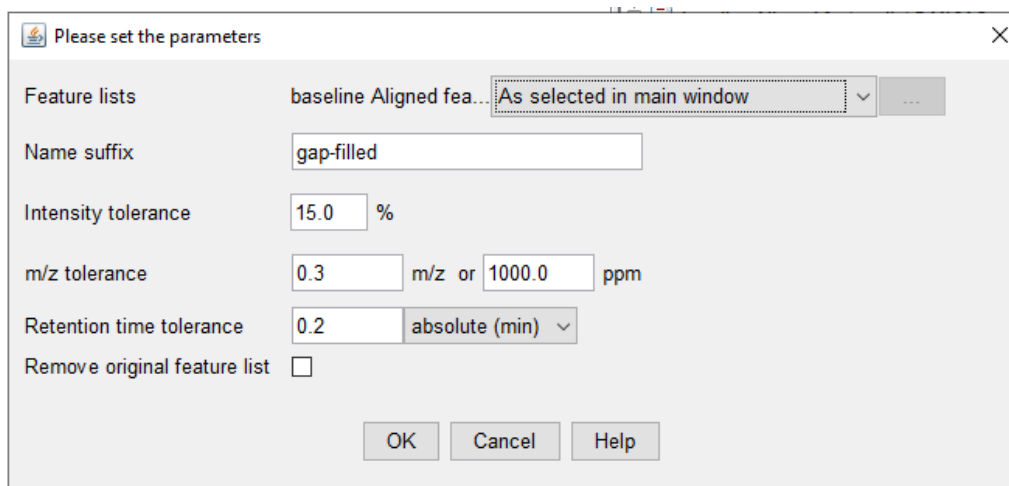 Please set the parameters
Feature lists baseline Aligned fea... As selected in main window ...
Name suffix gap-filled
Intensity tolerance 15.0 %
m/z tolerance 0.3 m/z or 1000.0 ppm
Retention time tolerance 0.2 absolute (min)
Remove original feature list
OK Cancel Help